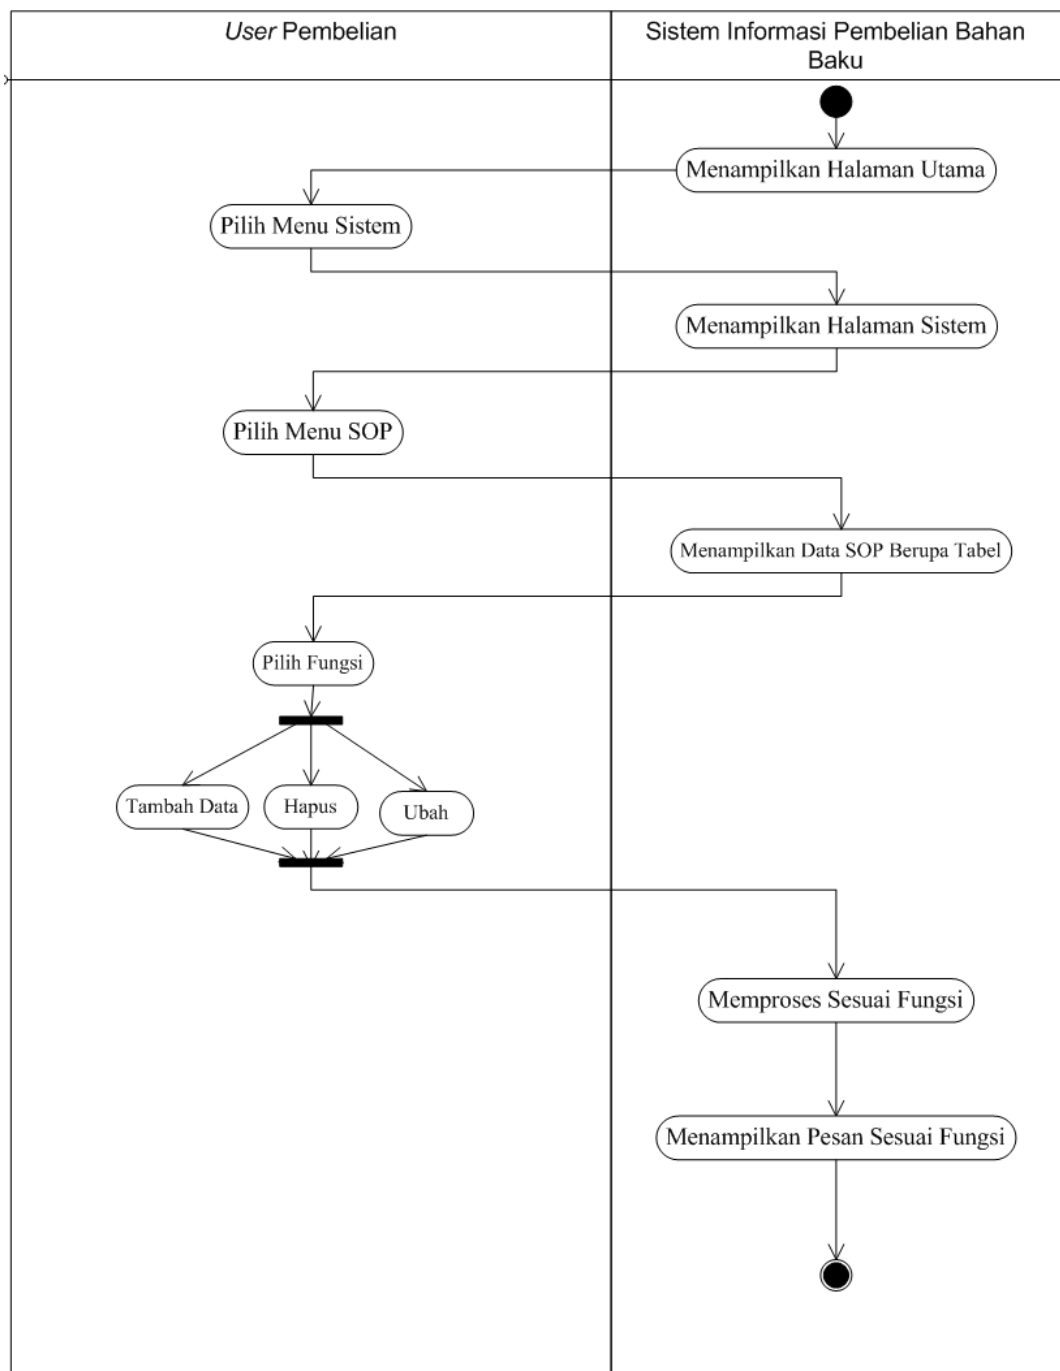 User Pembelian
Sistem Informasi Pembelian Bahan
Baku
Menampilkan Halaman Utama
Pilih Menu Sistem
Menampilkan Halaman Sistem
Pilih Menu SOP
Menampilkan Data SOP Berupa Tabel
Pilih Fungsi
Tambah Data
Hapus
Ubah
Memproses Sesuai Fungsi
Menampilkan Pesan Sesuai Fungsi